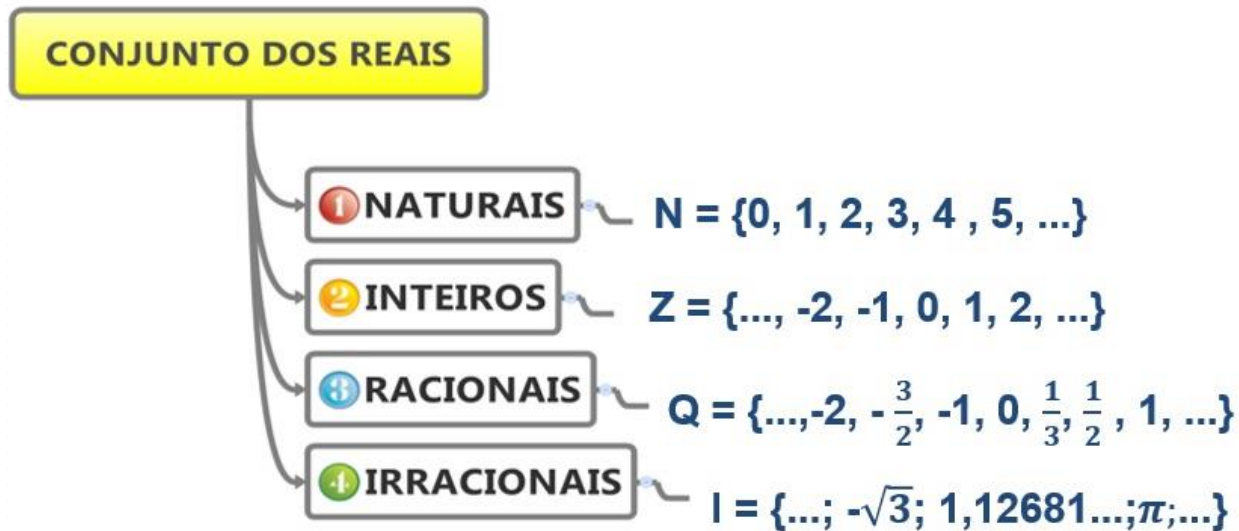 CONJUNTO DOS REAIS
1 NATURAIS N = {0, 1, 2, 3, 4 , 5, ...}
2 INTEIROS Z = {..., -2, -1, 0, 1, 2, ...}
3 RACIONAIS Q = {...,-2, - 3/2, -1, 0, 1/3, 1/2 , 1, ...}
4 IRRACIONAIS I = {...; -√3; 1,12681...;π;...}